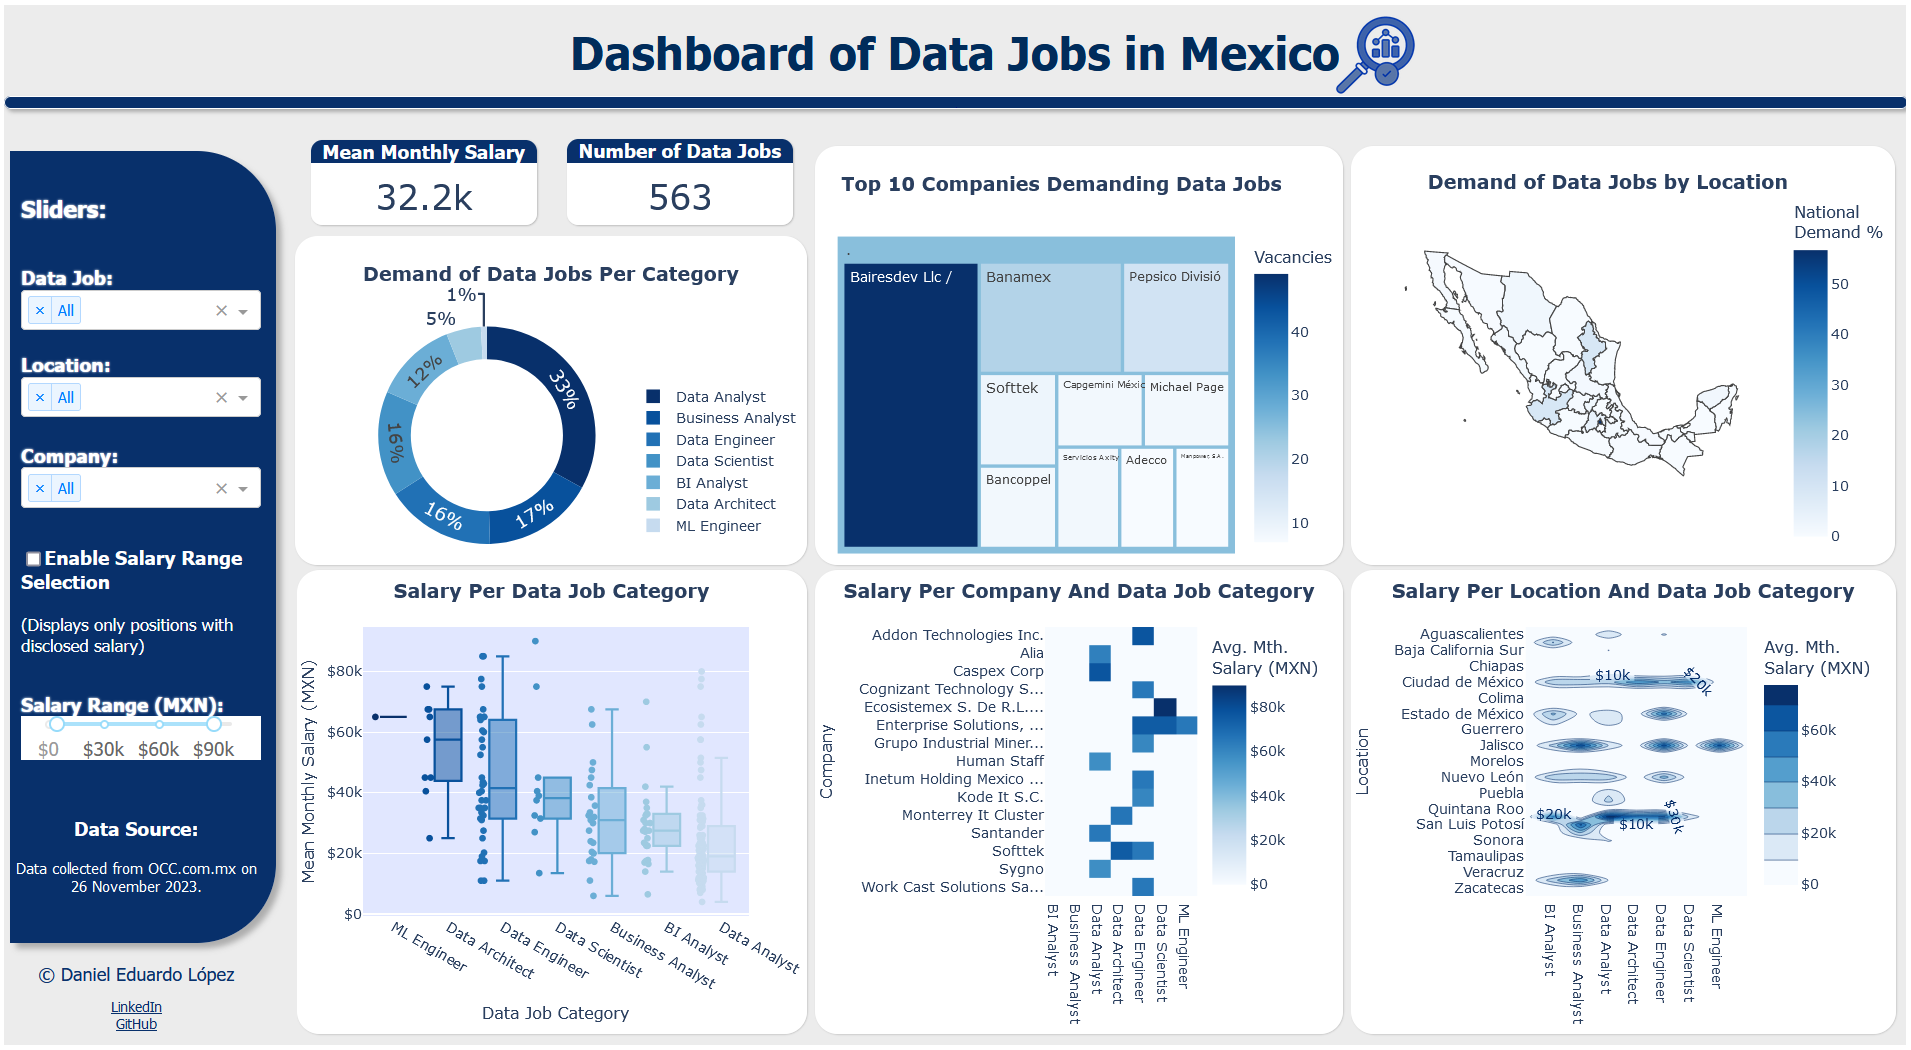 Dashboard of Data Jobs in Mexico
Sliders:
Data Job:
× All
Location:
× All
Company:
× All
Enable Salary Range
Selection
(Displays only positions with
disclosed salary)
Salary Range (MXN):
$0 $30k $60k $90k
Data Source:
Data collected from OCC.com.mx on
26 November 2023.
© Daniel Eduardo López
LinkedIn
GitHub
Mean Monthly Salary
32.2k
Number of Data Jobs
563
Demand of Data Jobs Per Category
1%
5%
12%
33%
16%
16%
17%
Data Analyst
Business Analyst
Data Engineer
Data Scientist
BI Analyst
Data Architect
ML Engineer
Top 10 Companies Demanding Data Jobs
.
Bairesdev Llc /
Banamex
Pepsico Divisió
Softtek
Capgemini Méxic
Michael Page
Bancoppel
Servicios Axity
Adecco
Manpower, S.A.
Vacancies
40
30
20
10
Demand of Data Jobs by Location
National
Demand %
50
40
30
20
10
0
Salary Per Data Job Category
Mean Monthly Salary (MXN)
$80k
$60k
$40k
$20k
$0
ML Engineer
Data Architect
Data Engineer
Data Scientist
Business Analyst
BI Analyst
Data Analyst
Data Job Category
Salary Per Company And Data Job Category
Company
Addon Technologies Inc.
Alia
Caspex Corp
Cognizant Technology S...
Ecosistemex S. De R.L....
Enterprise Solutions, ...
Grupo Industrial Miner...
Human Staff
Inetum Holding Mexico ...
Kode It S.C.
Monterrey It Cluster
Santander
Softtek
Sygno
Work Cast Solutions Sa...
BI Analyst
Business Analyst
Data Analyst
Data Architect
Data Engineer
Data Scientist
ML Engineer
Avg. Mth.
Salary (MXN)
$80k
$60k
$40k
$20k
$0
Salary Per Location And Data Job Category
Location
Aguascalientes
Baja California Sur
Chiapas
Ciudad de México
Colima
Estado de México
Guerrero
Jalisco
Morelos
Nuevo León
Puebla
Quintana Roo
San Luis Potosí
Sonora
Tamaulipas
Veracruz
Zacatecas
$10k
$20k
$20k
$10k
$30k
BI Analyst
Business Analyst
Data Analyst
Data Architect
Data Engineer
Data Scientist
ML Engineer
Avg. Mth.
Salary (MXN)
$60k
$40k
$20k
$0